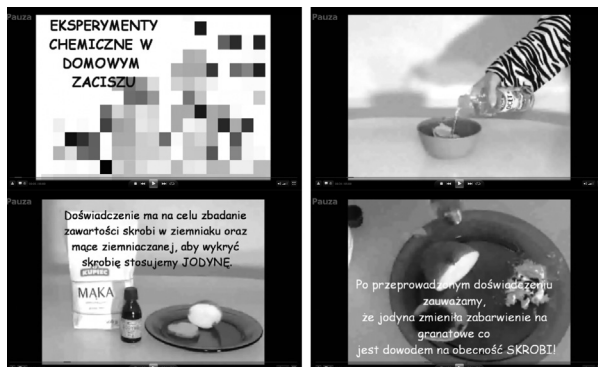 Pauza
EKSPERYMENTY
CHEMICZNE W
DOMOWYM
ZACISZU
Pauza
Pauza
Doświadczenie ma na celu zbadanie
zawartości skrobi w ziemniaku oraz
mące ziemniaczanej, aby wykryć
skrobię stosujemy JODYNĘ.
KUPIEC
MĄKA
Pauza
Po przeprowadzonym doświadczeniu
zauważamy,
że jodyna zmieniła zabarwienie na
granatowe co
jest dowodem na obecność SKROBI!